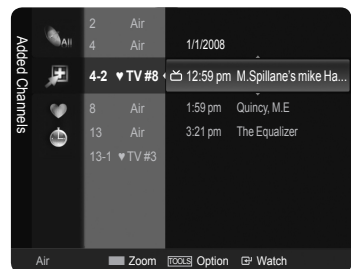 Added Channels
All
2 Air
4 Air 1/1/2008
4-2 ♥ TV #8 12:59 pm M.Spillane's mike Ha...
8 Air 1:59 pm Quincy, M.E
13 Air 3:21 pm The Equalizer
13-1 ♥ TV #3
Air Zoom TOOLS Option Watch